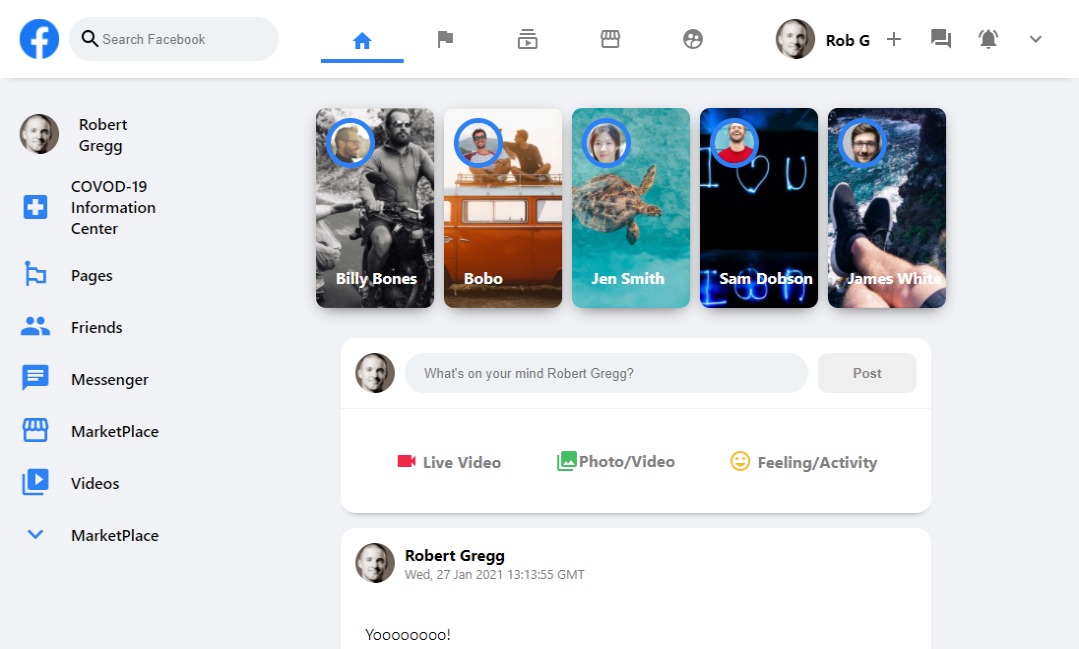 Search Facebook
Rob G
Robert
Gregg
COVOD-19
Information
Center
Pages
Friends
Messenger
MarketPlace
Videos
MarketPlace
Billy Bones
Bobo
Jen Smith
I U
Sam Dobson
James White
What's on your mind Robert Gregg?
Post
Live Video
Photo/Video
Feeling/Activity
Robert Gregg
Wed, 27 Jan 2021 13:13:55 GMT
Yoooooooo!